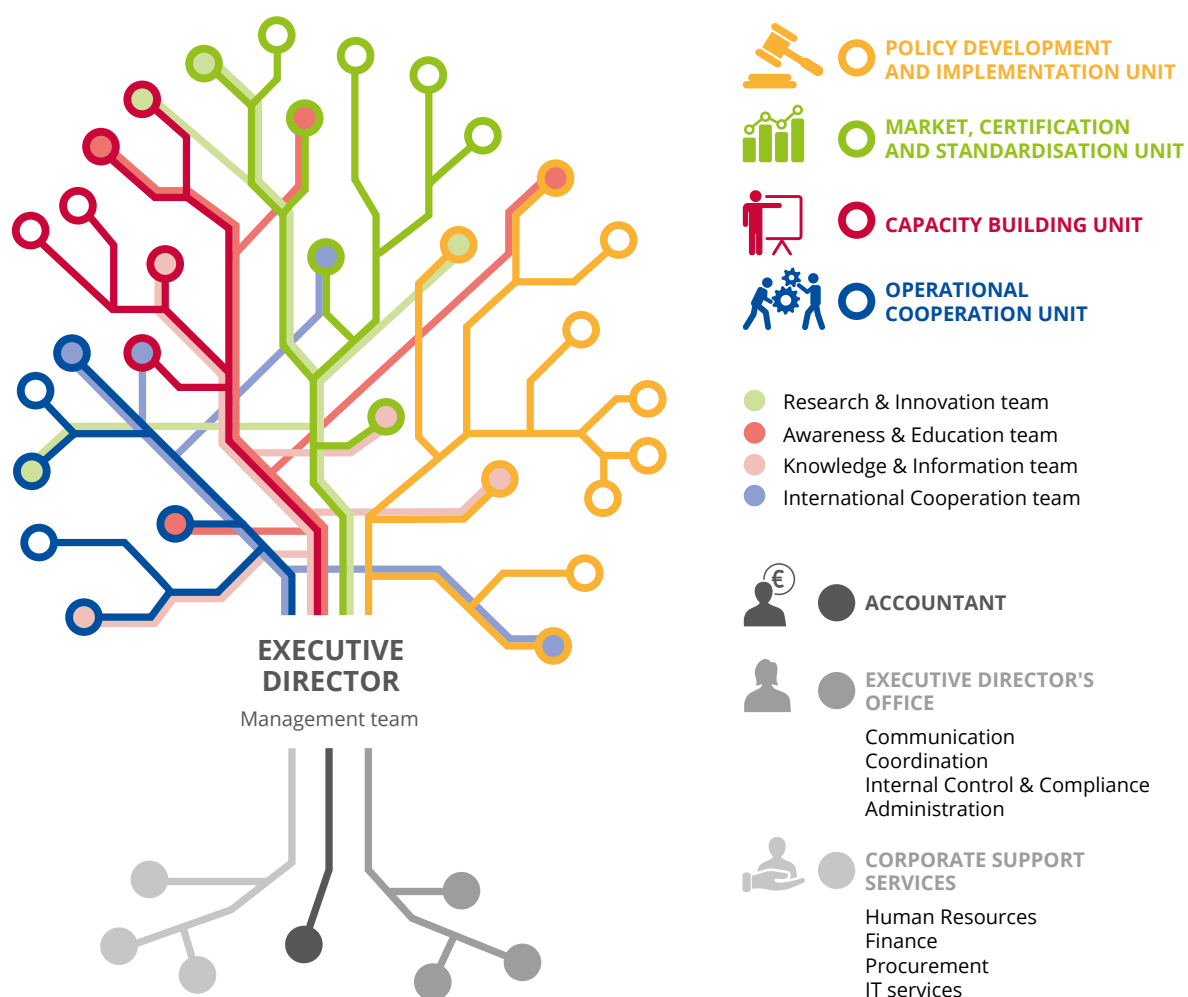 POLICY DEVELOPMENT
AND IMPLEMENTATION UNIT
MARKET, CERTIFICATION
AND STANDARDISATION UNIT
CAPACITY BUILDING UNIT
OPERATIONAL
COOPERATION UNIT
Research & Innovation team
Awareness & Education team
Knowledge & Information team
International Cooperation team
€
ACCOUNTANT
EXECUTIVE
DIRECTOR
Management team
EXECUTIVE DIRECTOR'S
OFFICE
Communication
Coordination
Internal Control & Compliance
Administration
CORPORATE SUPPORT
SERVICES
Human Resources
Finance
Procurement
IT services